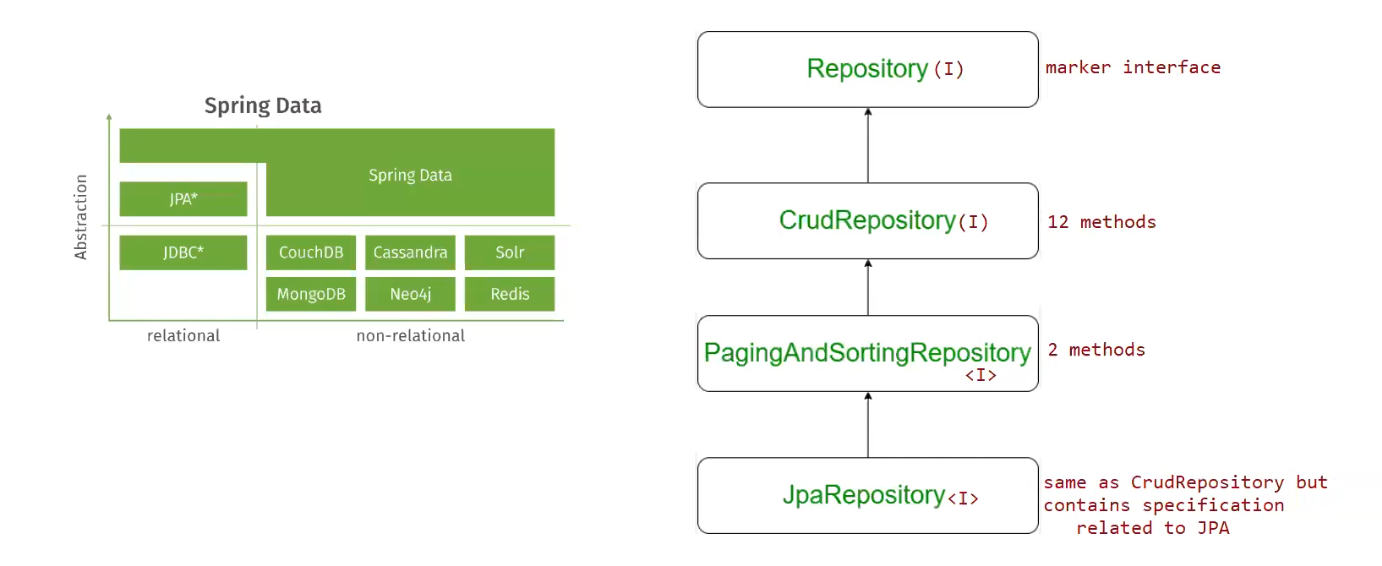 Spring Data
Abstraction
Spring Data
JPA*
JDBC*
CouchDB
Cassandra
Solr
MongoDB
Neo4j
Redis
relational
non-relational
Repository (I)
marker interface
CrudRepository(I)
12 methods
PagingAndSortingRepository
<I>
2 methods
JpaRepository<I>
same as CrudRepository but
contains specification
related to JPA